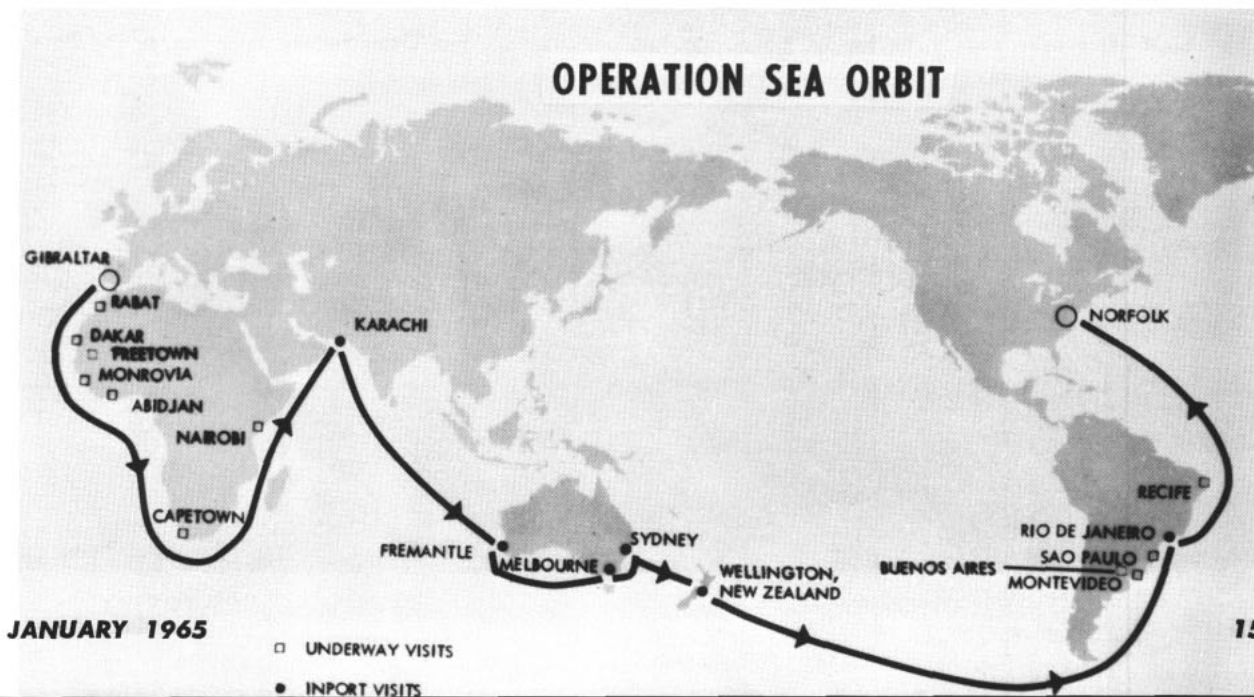 OPERATION SEA ORBIT
GIBRALTAR
RABAT
DAKAR
FREETOWN
MONROVIA
ABIDJAN
NAIROBI
CAPETOWN
KARACHI
FREMANTLE
MELBOURNE
SYDNEY
WELLINGTON,
NEW ZEALAND
NORFOLK
RECIFE
RIO DE JANEIRO
SAO PAULO
BUENOS AIRES
MONTEVIDEO
JANUARY 1965
15
UNDERWAY VISITS
INPORT VISITS